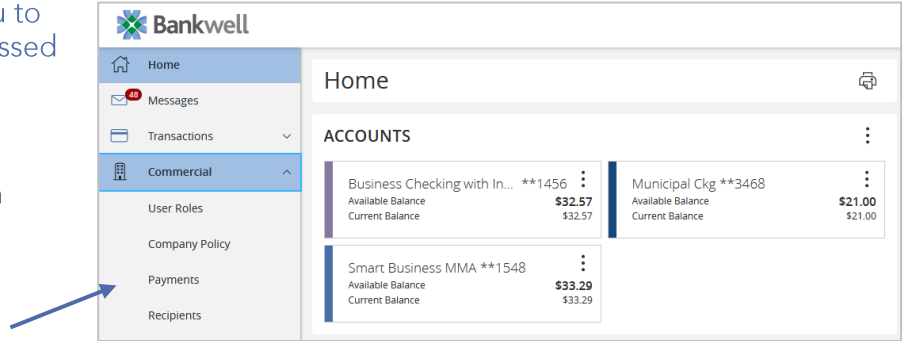 u to
ssed
Bankwell
Home
48
Messages
Transactions
Commercial
User Roles
Company Policy
Payments
Recipients
Home
ACCOUNTS
Business Checking with In... **1456
Available Balance $32.57
Current Balance $32.57
Municipal Ckg **3468
Available Balance $21.00
Current Balance $21.00
Smart Business MMA **1548
Available Balance $33.29
Current Balance $33.29